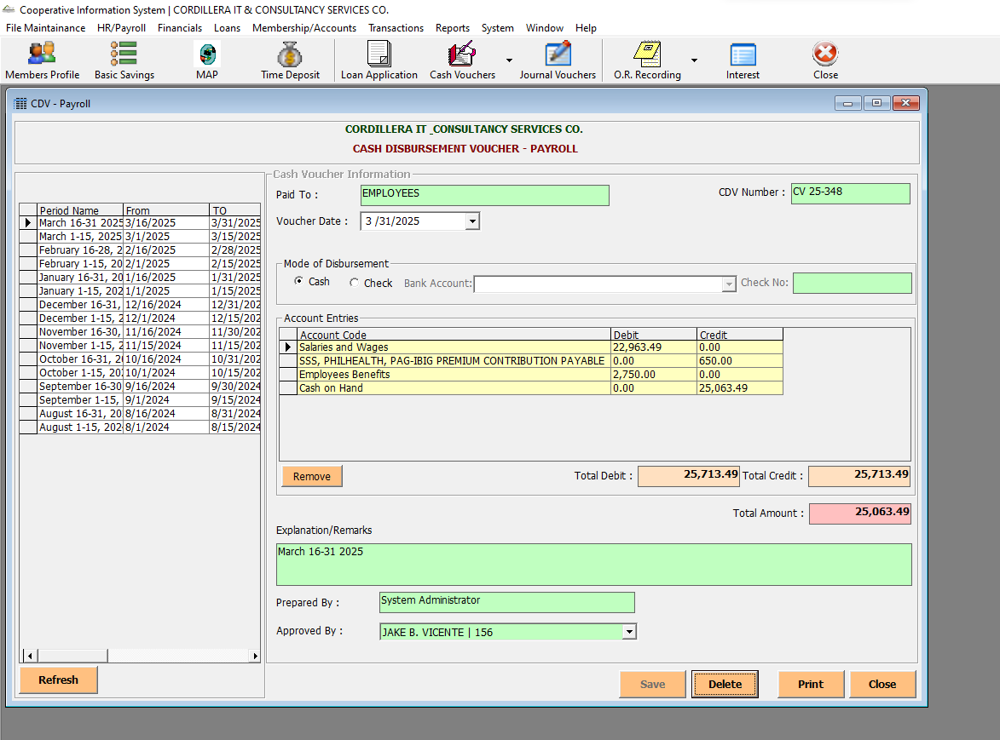 Cooperative Information System | CORDILLERA IT & CONSULTANCY SERVICES CO.
File Maintainance HR/Payroll Financials Loans Membership/Accounts Transactions Reports System Window Help
Members Profile Basic Savings MAP Time Deposit Loan Application Cash Vouchers Journal Vouchers O.R. Recording Interest Close
CDV - Payroll
CORDILLERA IT _CONSULTANCY SERVICES CO.
CASH DISBURSEMENT VOUCHER - PAYROLL
Period Name From TO
March 16-31 2025 3/16/2025 3/31/2025
March 1-15, 2025 3/1/2025 3/15/2025
February 16-28, 2 2/16/2025 2/28/2025
February 1-15, 20 2/1/2025 2/15/2025
January 16-31, 20 1/16/2025 1/31/2025
January 1-15, 202 1/1/2025 1/15/2025
December 16-31, 12/16/2024 12/31/202
December 1-15, 2 12/1/2024 12/15/202
November 16-30, 11/16/2024 11/30/202
November 1-15, 2 11/15/2024 11/15/202
October 16-31, 20 10/16/2024 10/31/202
October 1-15, 202 10/1/2024 10/15/202
September 16-30 9/16/2024 9/30/2024
September 1-15, 9/1/2024 9/15/2024
August 16-31, 20 8/16/2024 8/31/2024
August 1-15, 202 8/1/2024 8/15/2024
Refresh
Cash Voucher Information
Paid To : EMPLOYEES CDV Number : CV 25-348
Voucher Date : 3 /31/2025
Mode of Disbursement
Cash Check Bank Account: Check No:
Account Entries
Account Code Debit Credit
Salaries and Wages 22,963.49 0.00
SSS, PHILHEALTH, PAG-IBIG PREMIUM CONTRIBUTION PAYABLE 0.00 650.00
Employees Benefits 2,750.00 0.00
Cash on Hand 0.00 25,063.49
Remove Total Debit : 25,713.49 Total Credit : 25,713.49
Total Amount : 25,063.49
Explanation/Remarks
March 16-31 2025
Prepared By : System Administrator
Approved By : JAKE B. VICENTE | 156
Save Delete Print Close